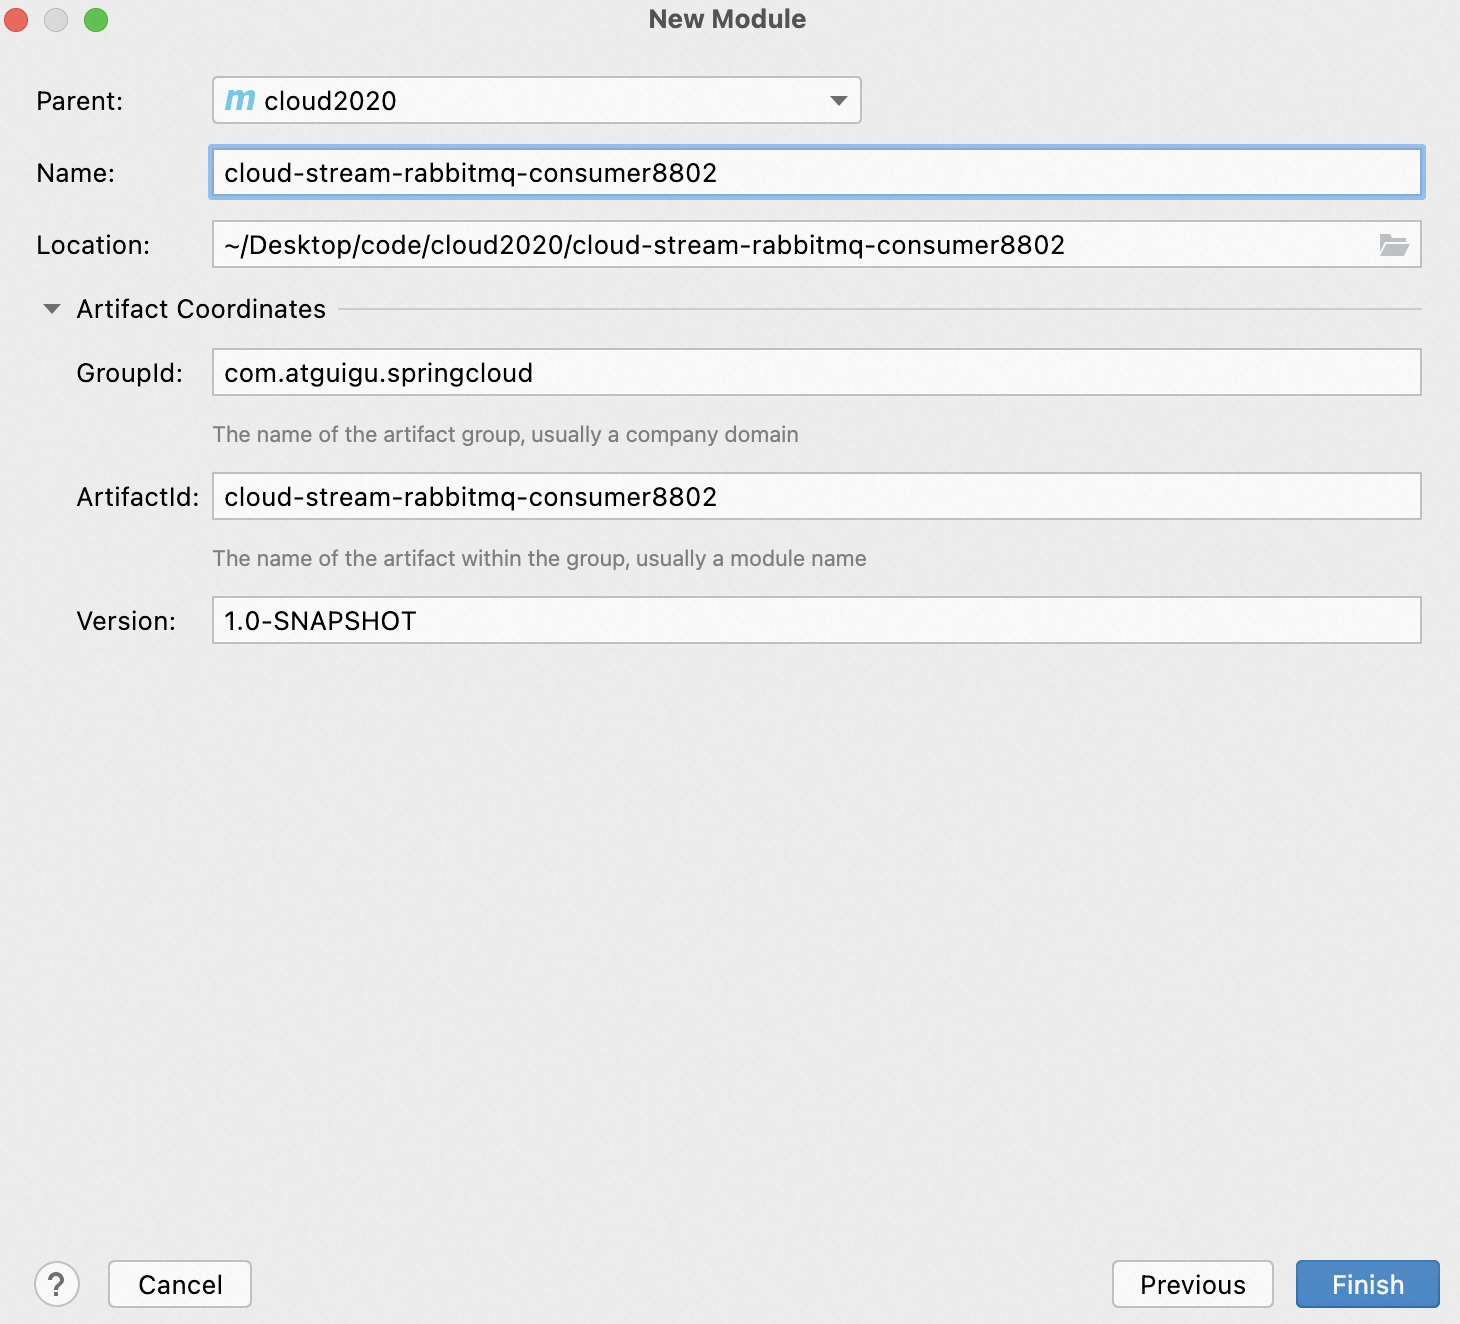 New Module
Parent: m cloud2020
Name: cloud-stream-rabbitmq-consumer8802
Location: ~/Desktop/code/cloud2020/cloud-stream-rabbitmq-consumer8802
Artifact Coordinates
GroupId: com.atguigu.springcloud
The name of the artifact group, usually a company domain
ArtifactId: cloud-stream-rabbitmq-consumer8802
The name of the artifact within the group, usually a module name
Version: 1.0-SNAPSHOT
? Cancel Previous Finish